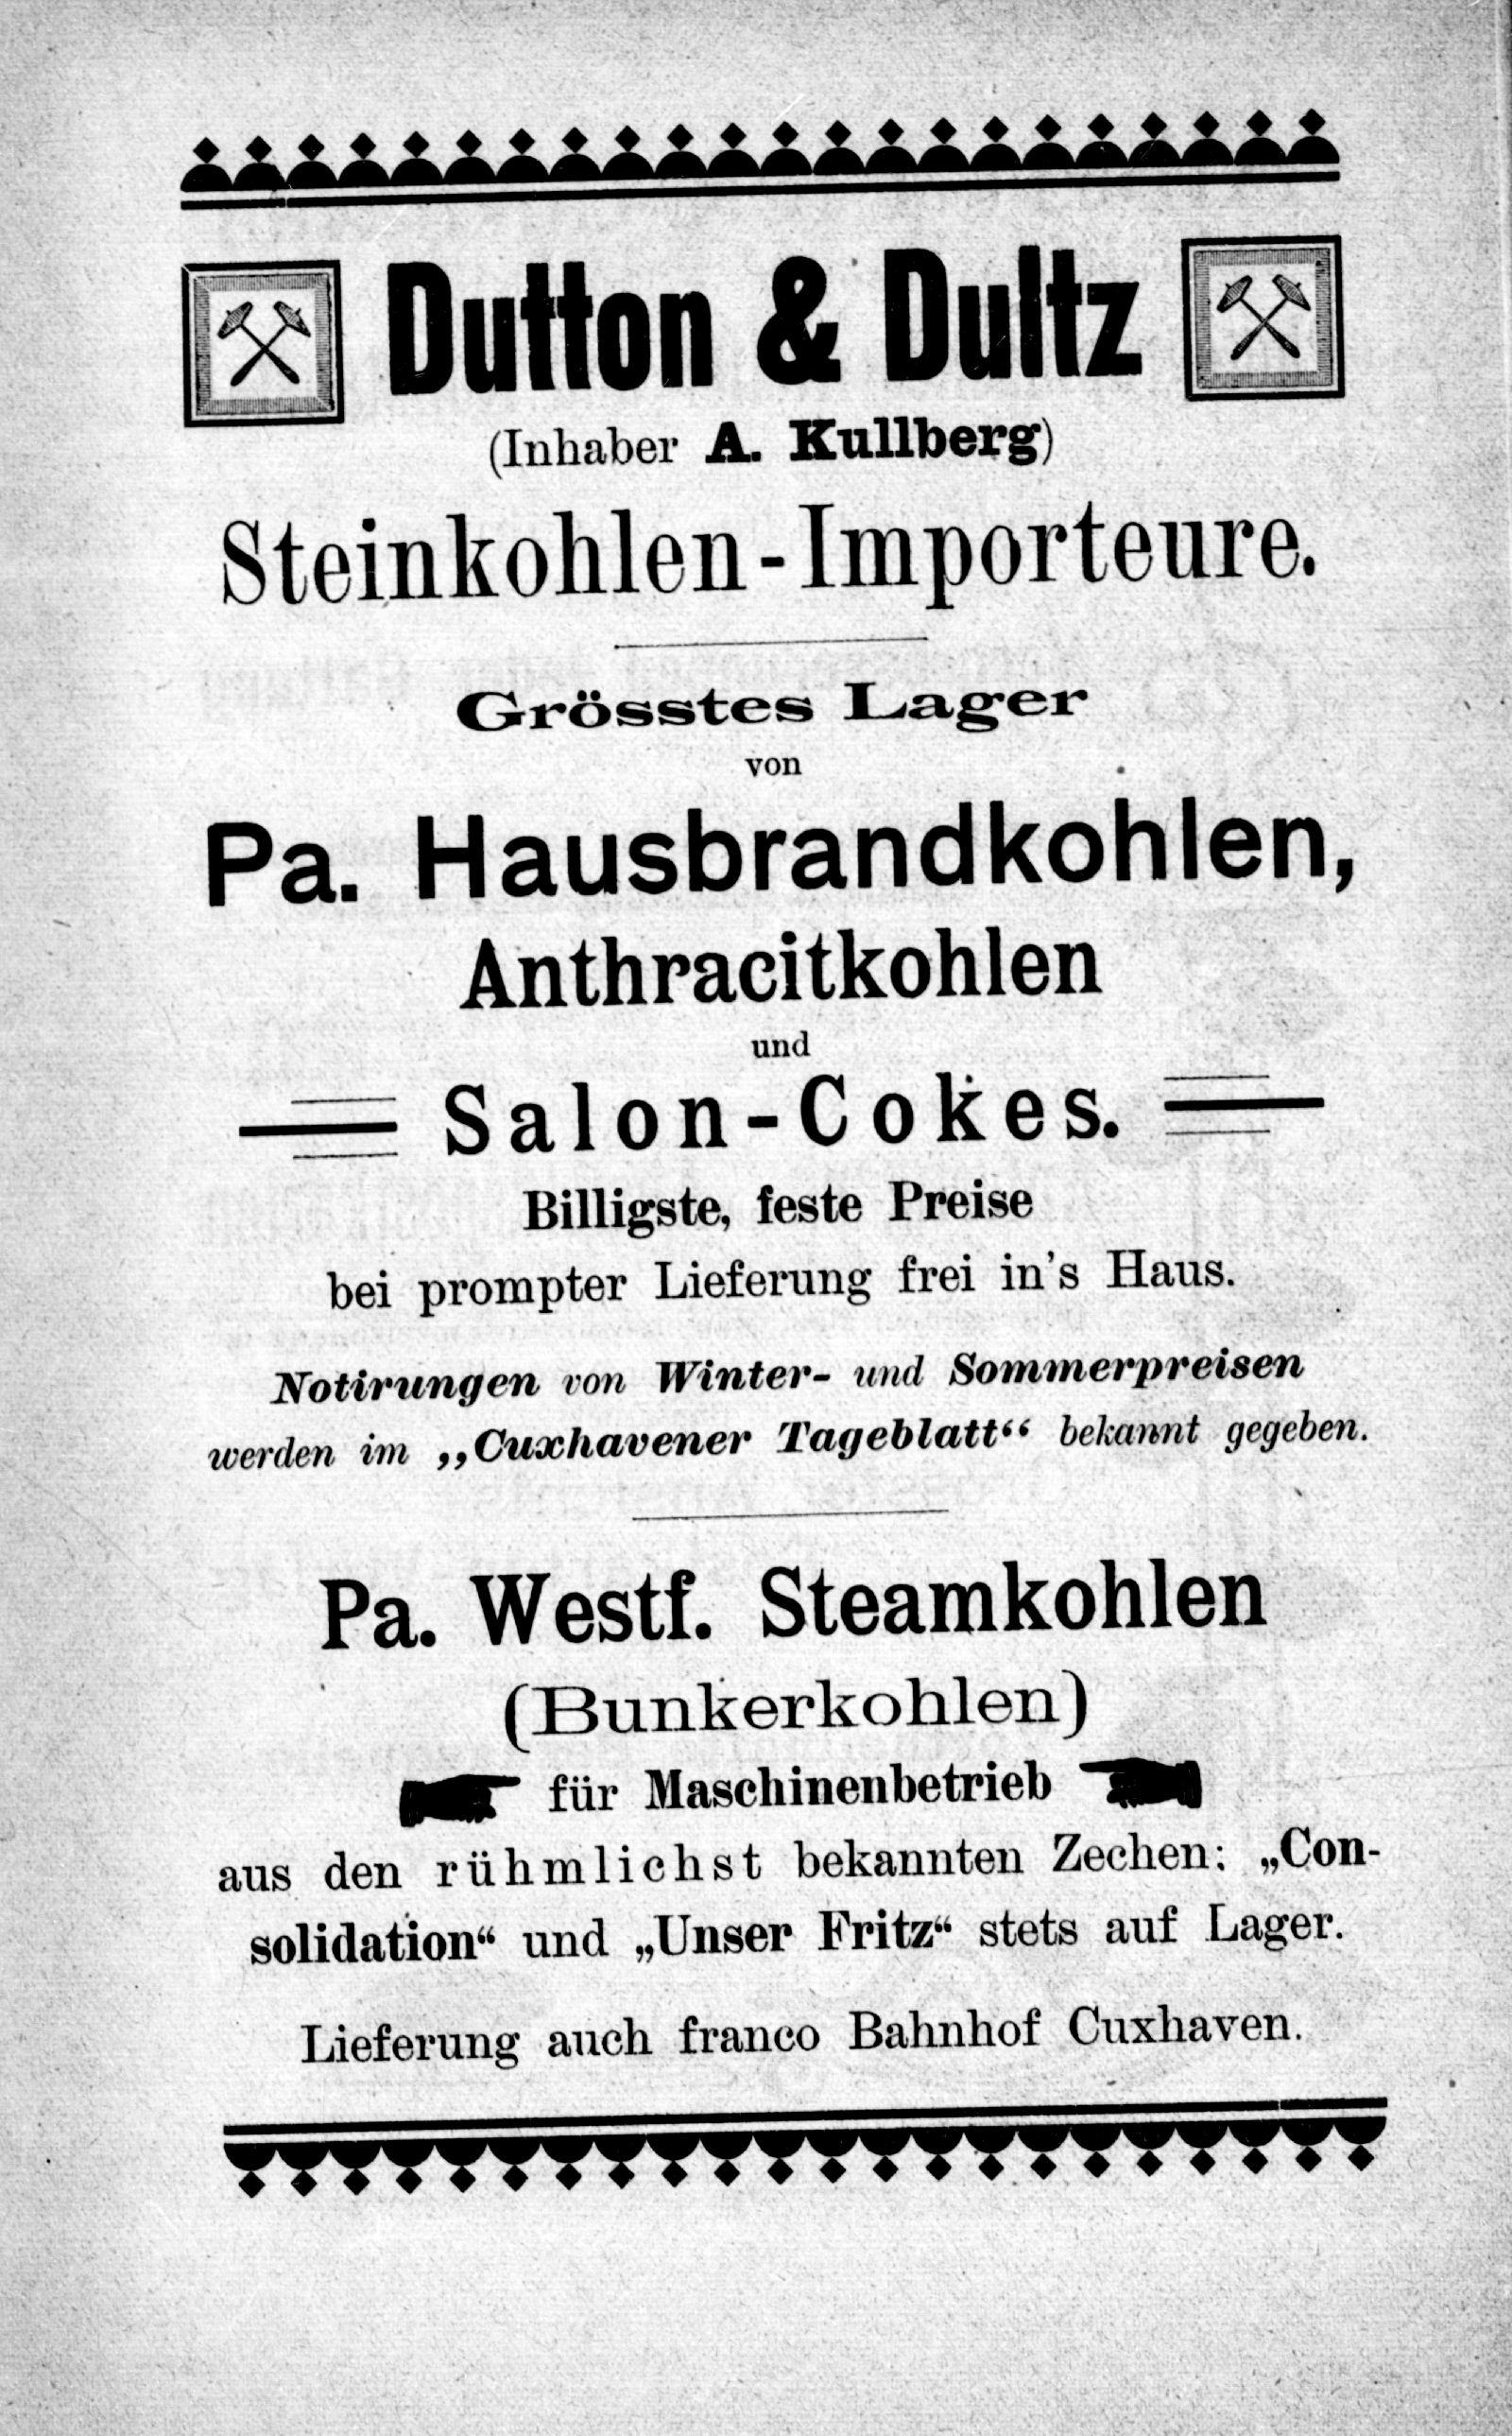 Dutton & Dultz
(Inhaber A. Kullberg)
Steinkohlen-Importeure.
Grösstes Lager
von
Pa. Hausbrandkohlen,
Anthracitkohlen
und
Salon-Cokes.
Billigste, feste Preise
bei prompter Lieferung frei in's Haus.
Notirungen von Winter- und Sommerpreisen
werden im „Cuxhavener Tageblatt“ bekannt gegeben.
Pa. Westf. Steamkohlen
(Bunkerkohlen)
für Maschinenbetrieb
aus den rühmlichst bekannten Zechen: „Con-
solidation“ und „Unser Fritz“ stets auf Lager.
Lieferung auch franco Bahnhof Cuxhaven.